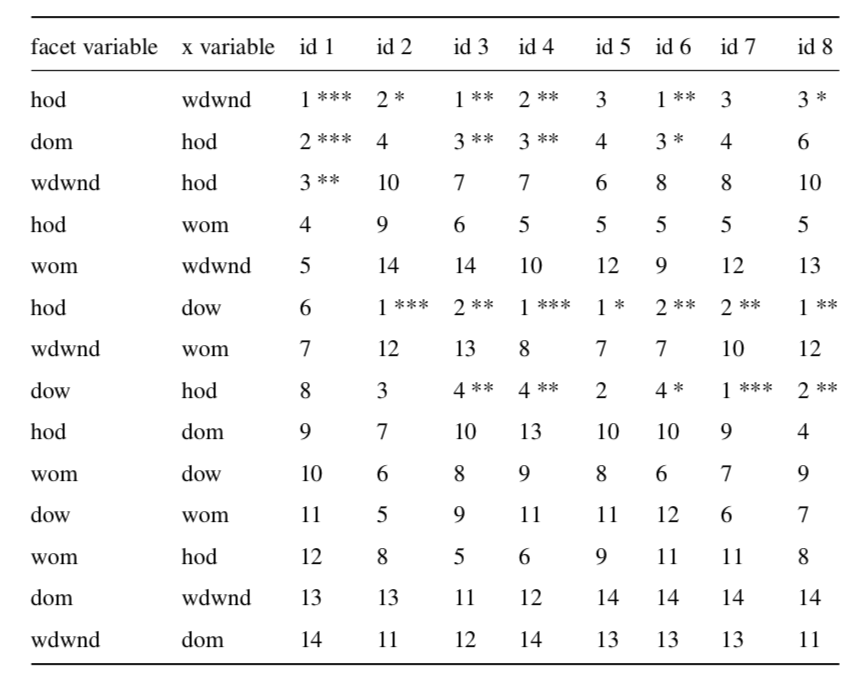 facet variable x variable id 1 id 2 id 3 id 4 id 5 id 6 id 7 id 8
hod wdwnd 1 *** 2 * 1 ** 2 ** 3 1 ** 3 3 *
dom hod 2 *** 4 3 ** 3 ** 4 3 * 4 6
wdwnd hod 3 ** 10 7 7 6 8 8 10
hod wom 4 9 6 5 5 5 5 5
wom wdwnd 5 14 14 10 12 9 12 13
hod dow 6 1 *** 2 ** 1 *** 1 * 2 ** 2 ** 1 **
wdwnd wom 7 12 13 8 7 7 10 12
dow hod 8 3 4 ** 4 ** 2 4 * 1 *** 2 **
hod dom 9 7 10 13 10 10 9 4
wom dow 10 6 8 9 8 6 7 9
dow wom 11 5 9 11 11 12 6 7
wom hod 12 8 5 6 9 11 11 8
dom wdwnd 13 13 11 12 14 14 14 14
wdwnd dom 14 11 12 14 13 13 13 11